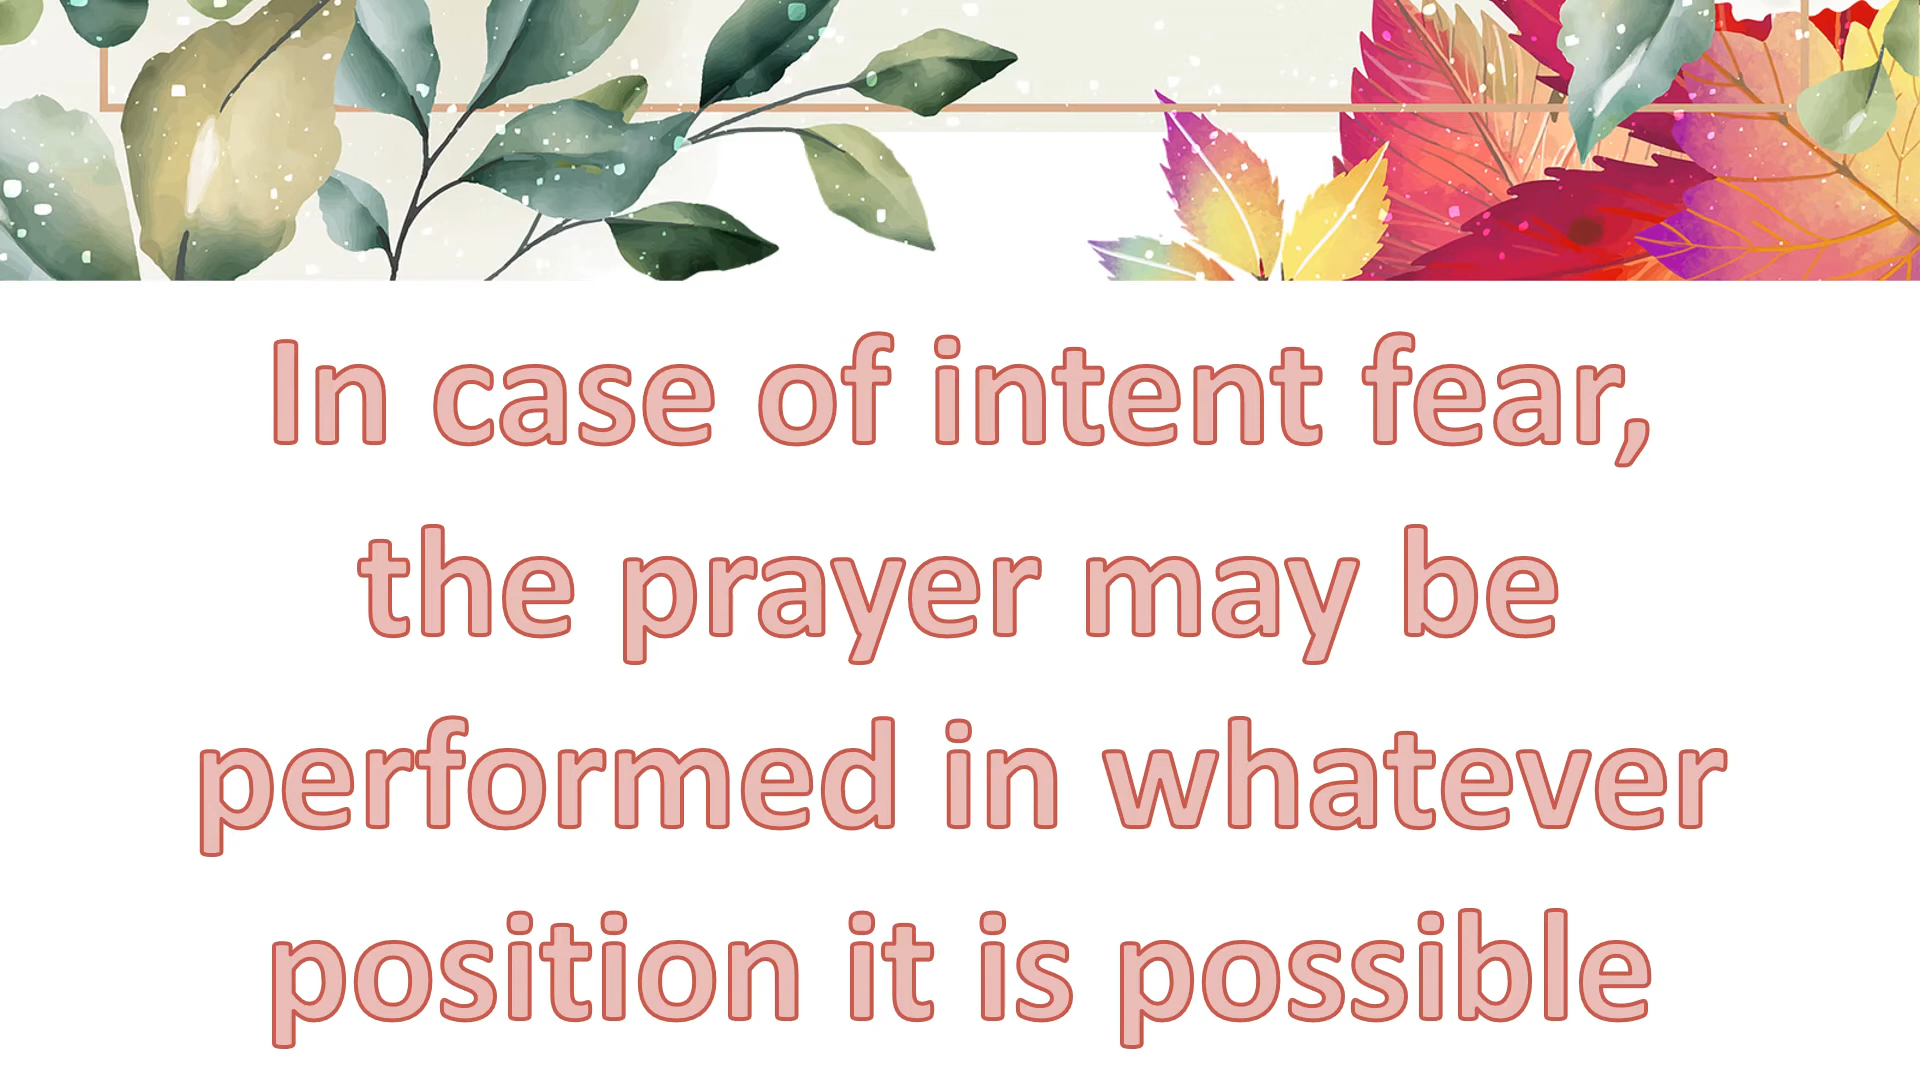 In case of intent fear,
the prayer may be
performed in whatever
position it is possible